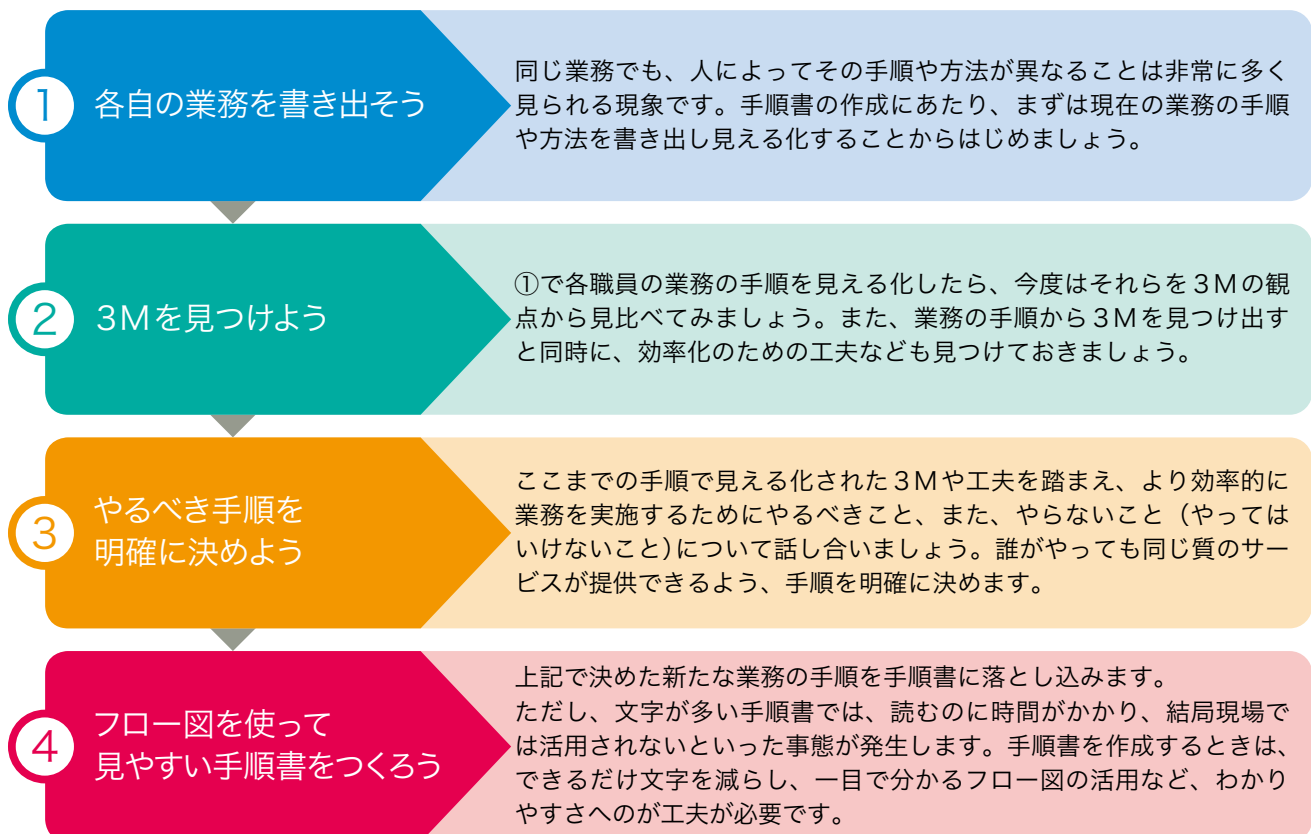 ①
各自の業務を書き出そう
同じ業務でも、人によってその手順や方法が異なることは非常に多く
見られる現象です。手順書の作成にあたり、まずは現在の業務の手順
や方法を書き出し見える化することからはじめましょう。
②
3Mを見つけよう
①で各職員の業務の手順を見える化したら、今度はそれらを3Mの観
点から見比べてみましょう。また、業務の手順から3Mを見つけ出す
と同時に、効率化のための工夫なども見つけておきましょう。
③
やるべき手順を
明確に決めよう
ここまでの手順で見える化された3Mや工夫を踏まえ、より効率的に
業務を実施するためにやるべきこと、また、やらないこと（やっては
いけないこと）について話し合いましょう。誰がやっても同じ質のサー
ビスが提供できるよう、手順を明確に決めます。
④
フロー図を使って
見やすい手順書をつくろう
上記で決めた新たな業務の手順を手順書に落とし込みます。
ただし、文字が多い手順書では、読むのに時間がかかり、結局現場で
は活用されないといった事態が発生します。手順書を作成するときは、
できるだけ文字を減らし、一目で分かるフロー図の活用など、わかり
やすさへのが工夫が必要です。